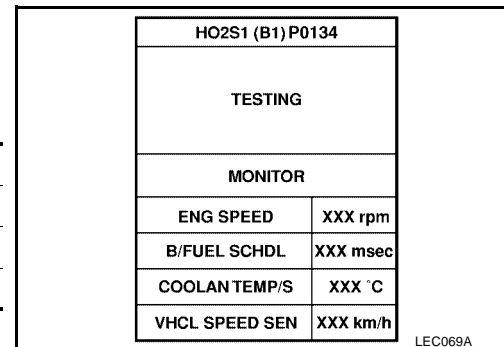 HO2S1 (B1) P0134
TESTING
MONITOR
ENG SPEED XXX rpm
B/FUEL SCHDL XXX msec
COOLAN TEMP/S XXX °C
VHCL SPEED SEN XXX km/h
LEC069A